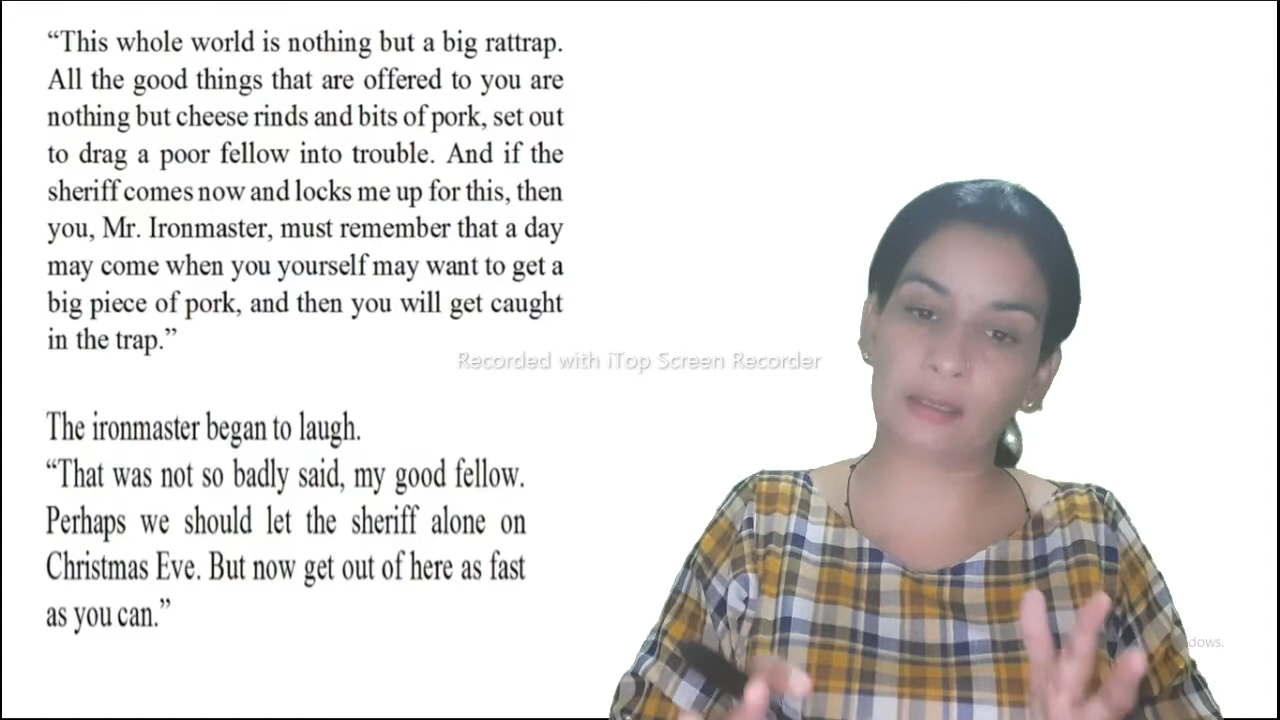 “This whole world is nothing but a big rattrap.
All the good things that are offered to you are
nothing but cheese rinds and bits of pork, set out
to drag a poor fellow into trouble. And if the
sheriff comes now and locks me up for this, then
you, Mr. Ironmaster, must remember that a day
may come when you yourself may want to get a
big piece of pork, and then you will get caught
in the trap.”
Recorded with iTop Screen Recorder
The ironmaster began to laugh.
“That was not so badly said, my good fellow.
Perhaps we should let the sheriff alone on
Christmas Eve. But now get out of here as fast
as you can.”